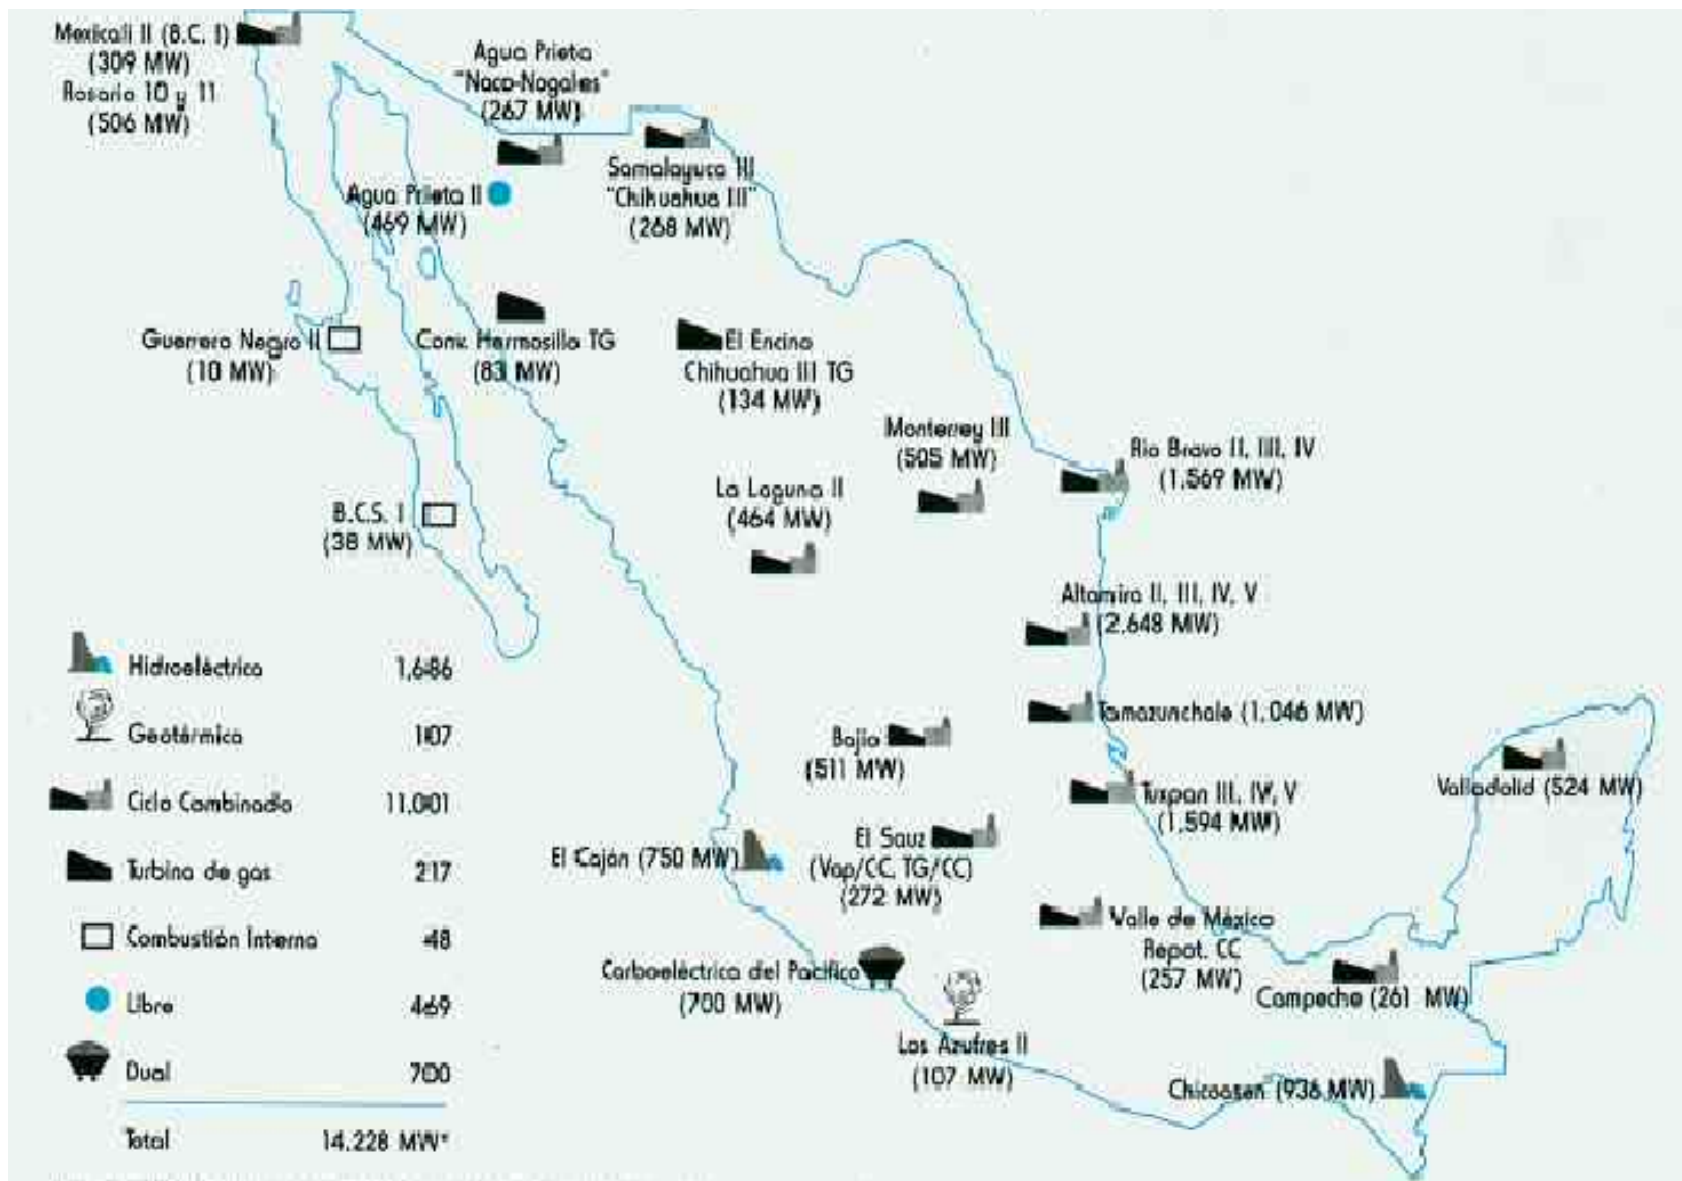 Mexicali II (B.C. I)
(309 MW)
Rosario 10 y 11
(506 MW)
Agua Prieta
"Naco-Nogales"
(267 MW)
Agua Prieta II
(469 MW)
Samalayuca III
"Chihuahua III"
(268 MW)
Guerrero Negro II
(10 MW)
Conv. Hermosillo TG
(83 MW)
El Encino
Chihuahua III TG
(134 MW)
Monterrey III
(505 MW)
Río Bravo II, III, IV
(1,569 MW)
La Laguna II
(464 MW)
B.C.S. I
(38 MW)
Altamira II, III, IV, V
(2,648 MW)
Tamazunchale (1,046 MW)
Bajío
(511 MW)
Valladolid (524 MW)
Tuxpan III, IV, V
(1,594 MW)
El Sauz
(Vap/CC, TG/CC)
(272 MW)
El Cajón (750 MW)
Valle de México
Repot. CC
(257 MW)
Carboeléctrica del Pacífico
(700 MW)
Campeche (261 MW)
Los Azufres II
(107 MW)
Chicoasen (936 MW)
Hidroeléctrica 1,686
Geotérmica 107
Ciclo Combinado 11,001
Turbina de gas 217
Combustión Interna 48
Libre 469
Dual 700
Total 14,228 MW*